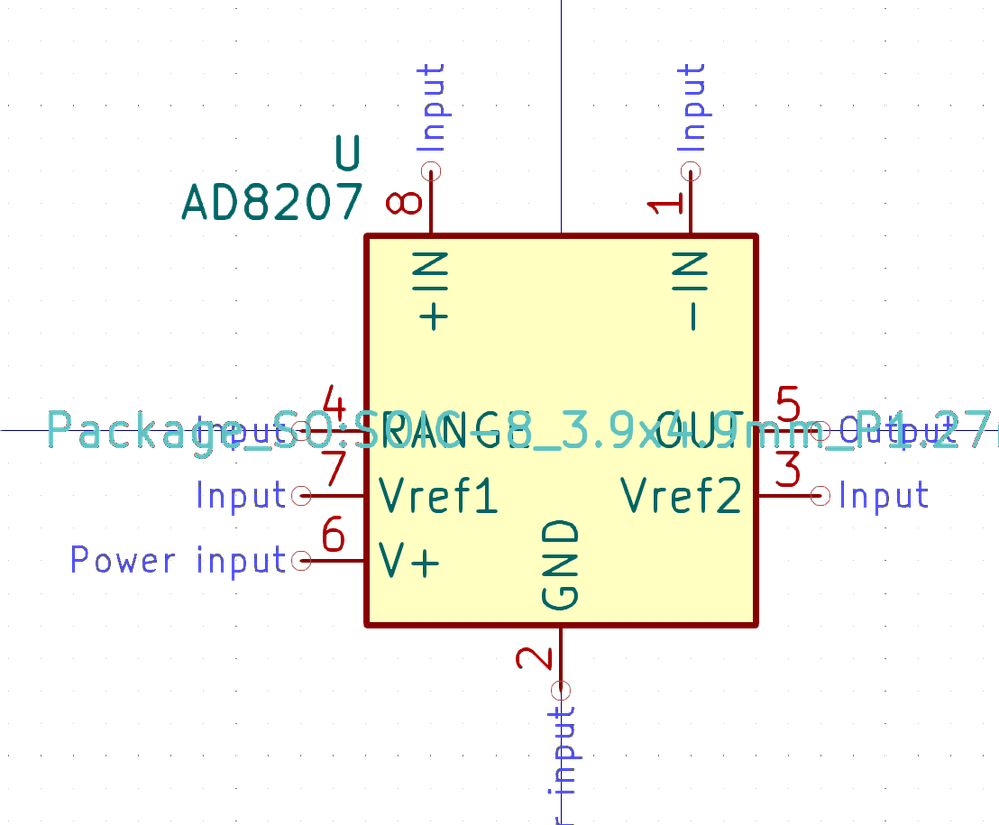 Input
Input
U
AD8207
8
1
+IN
-IN
4
5
Input
RANGE
OUT
Output
Package_SO:SOIC-8_3.9x4.9mm_P1.27
7
3
Input
Vref1
Vref2
Input
6
Power input
V+
GND
2
input